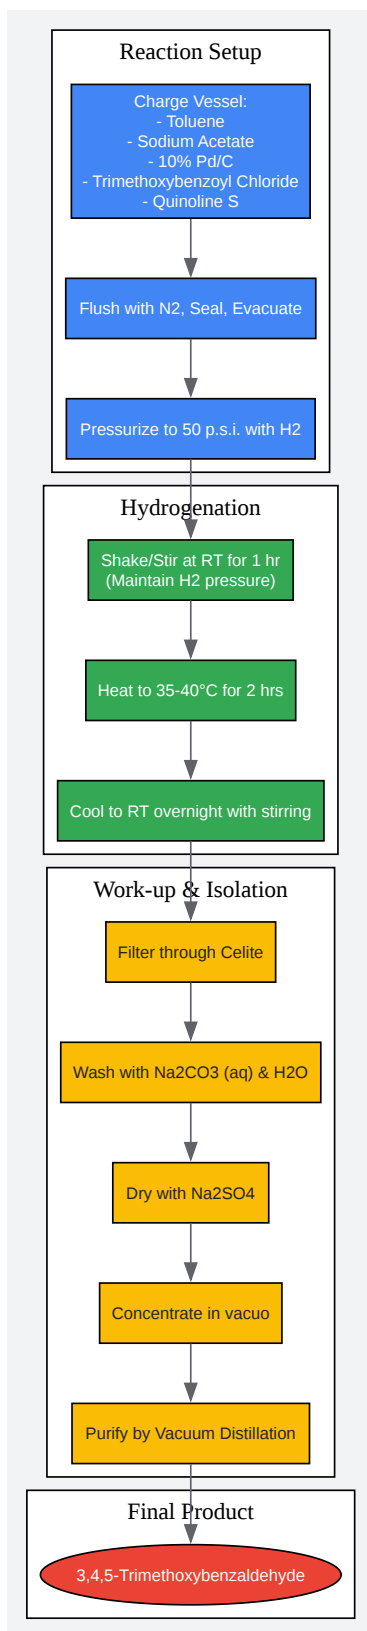 Reaction Setup
Charge Vessel:
- Toluene
- Sodium Acetate
- 10% Pd/C
- Trimethoxybenzoyl Chloride
- Quinoline S
Flush with N2, Seal, Evacuate
Pressurize to 50 p.s.i. with H2
Hydrogenation
Shake/Stir at RT for 1 hr
(Maintain H2 pressure)
Heat to 35-40°C for 2 hrs
Cool to RT overnight with stirring
Work-up & Isolation
Filter through Celite
Wash with Na2CO3 (aq) & H2O
Dry with Na2SO4
Concentrate in vacuo
Purify by Vacuum Distillation
Final Product
3,4,5-Trimethoxybenzaldehyde